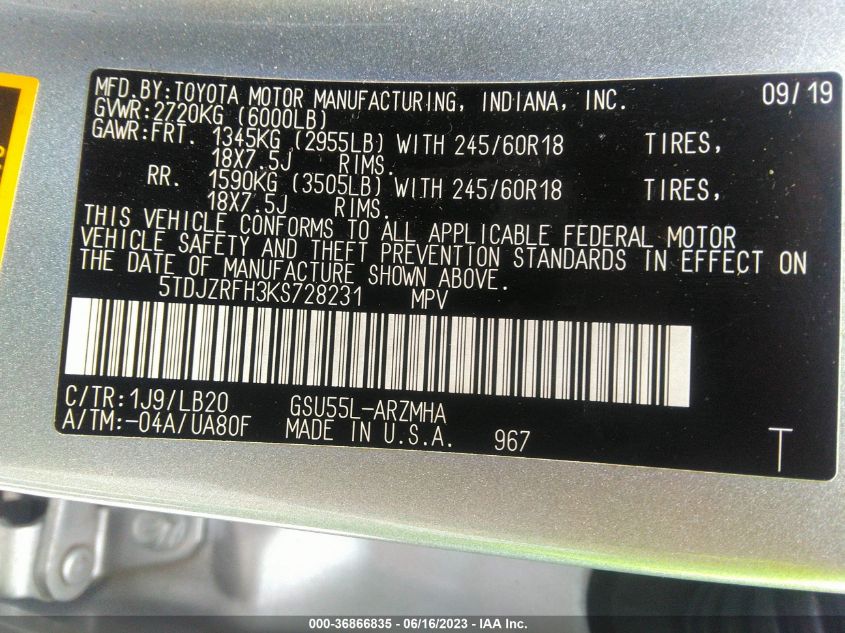 MFD.BY:TOYOTA MOTOR MANUFACTURING, INDIANA, INC. 09/19
GVWR:2720KG (6000LB)
GAWR:FRT. 1345KG (2955LB) WITH 245/60R18 TIRES,
18X7.5J RIMS.
RR. 1590KG (3505LB) WITH 245/60R18 TIRES,
18X7.5J RIMS.
THIS VEHICLE CONFORMS TO ALL APPLICABLE FEDERAL MOTOR
VEHICLE SAFETY AND THEFT PREVENTION STANDARDS IN EFFECT ON
THE DATE OF MANUFACTURE SHOWN ABOVE.
5TDJZRFH3KS728231 MPV
C/TR:1J9/LB20 GSU55L-ARZMHA
A/TM:-04A/UA80F MADE IN U.S.A. 967 T
000-36866835 - 06/16/2023 - IAA Inc.